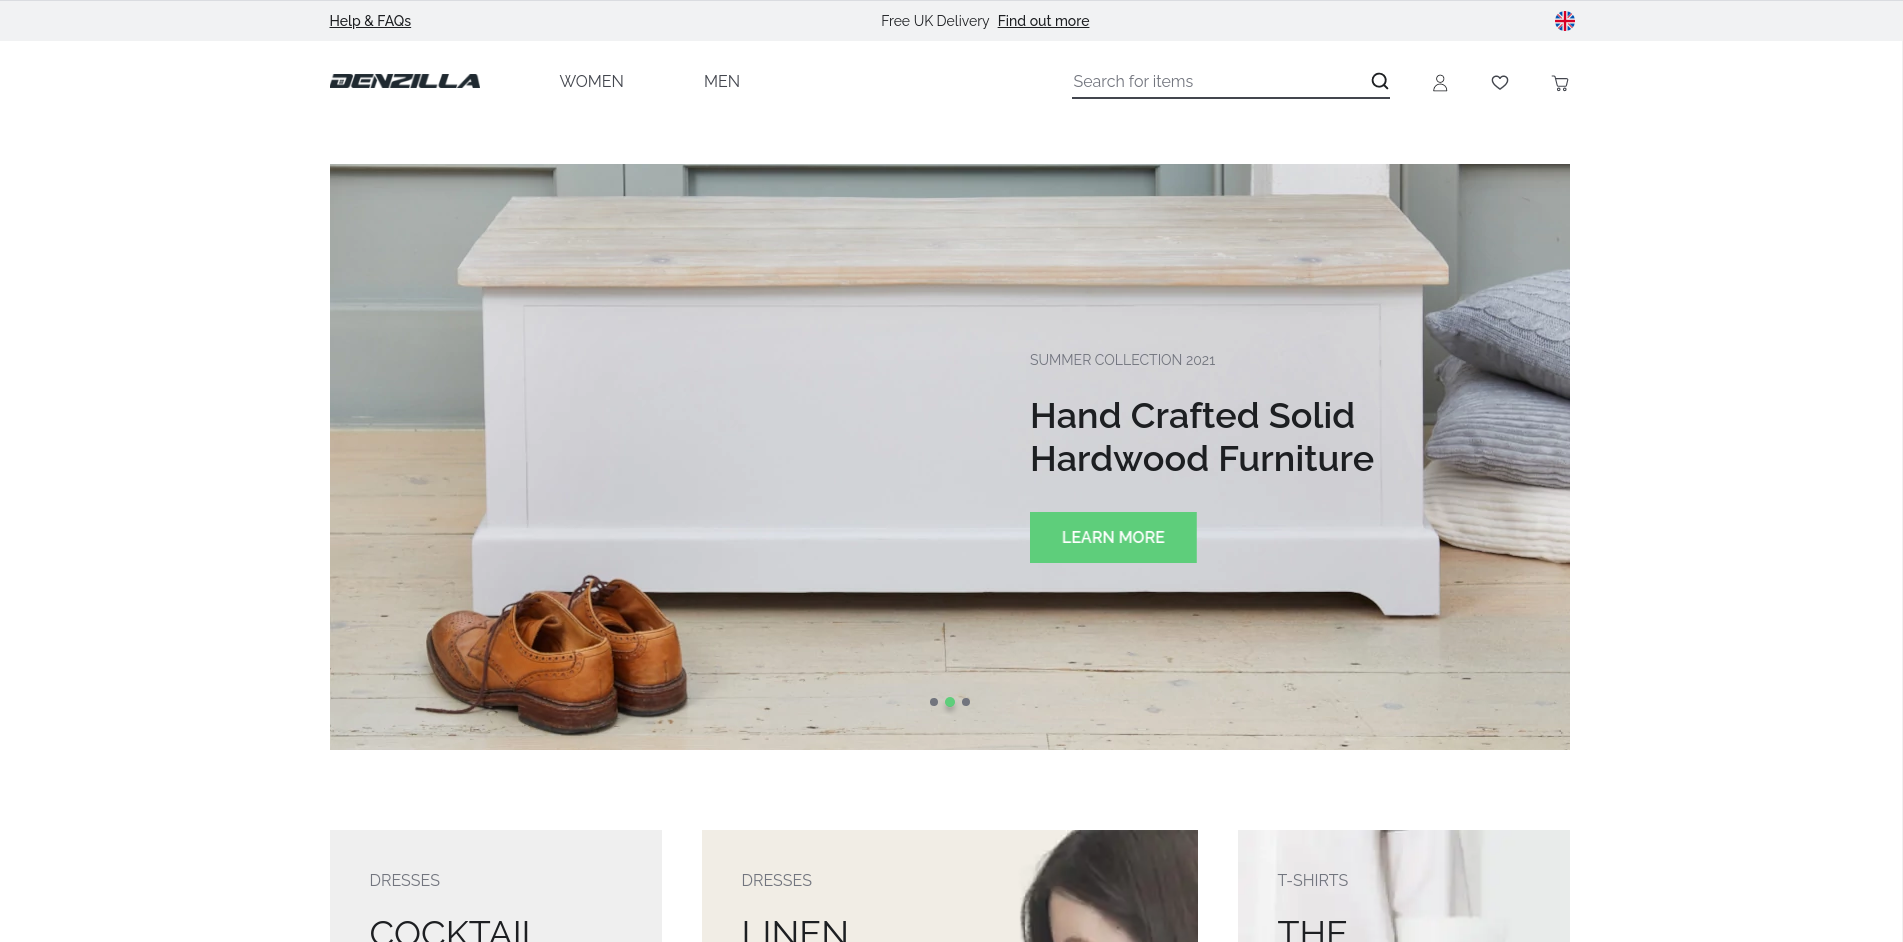 Help & FAQs
Free UK Delivery Find out more
DENZILLA
WOMEN
MEN
Search for items
SUMMER COLLECTION 2021
Hand Crafted Solid
Hardwood Furniture
LEARN MORE
DRESSES
COCKTAIL
DRESSES
LINEN
T-SHIRTS
THE